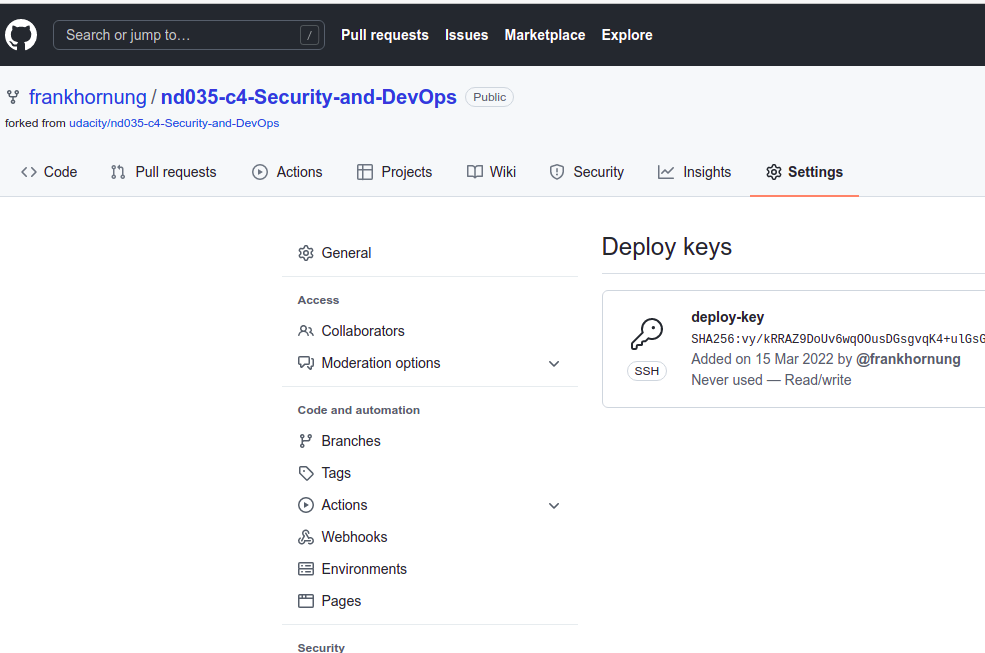 Search or jump to… /
Pull requests Issues Marketplace Explore
frankhornung / nd035-c4-Security-and-DevOps Public
forked from udacity/nd035-c4-Security-and-DevOps
Code Pull requests Actions Projects Wiki Security Insights Settings
General
Access
Collaborators
Moderation options
Code and automation
Branches
Tags
Actions
Webhooks
Environments
Pages
Security
Deploy keys
deploy-key
SHA256:vy/kRRAZ9DoUv6wqOOusDGsgvqK4+ulGsG
SSH
Added on 15 Mar 2022 by @frankhornung
Never used — Read/write